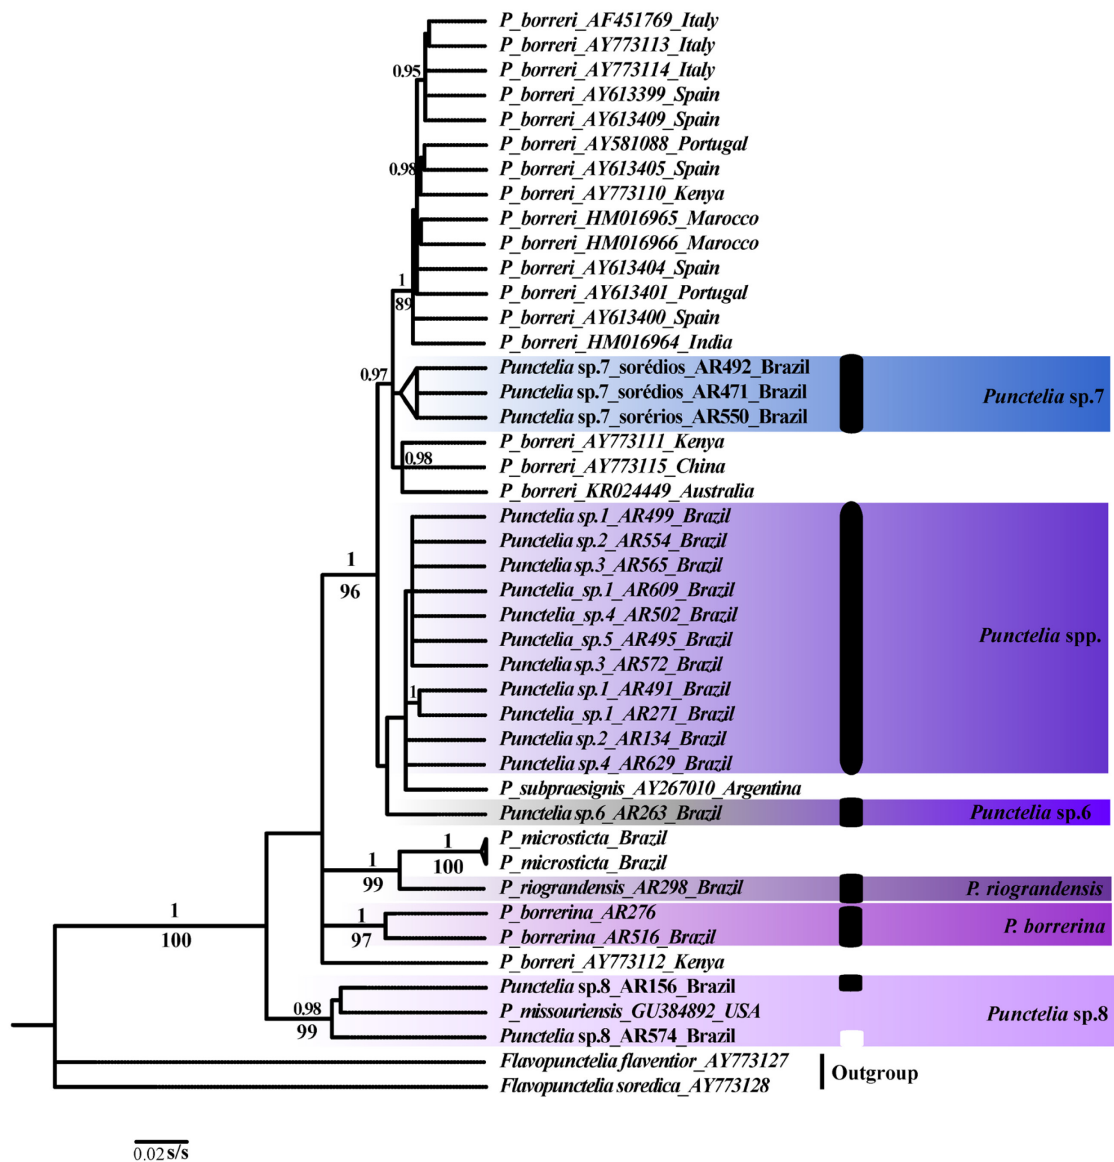 P_borreri_AF451769_Italy
P_borreri_AY773113_Italy
0.95
P_borreri_AY773114_Italy
P_borreri_AY613399_Spain
P_borreri_AY613409_Spain
P_borreri_AY581088_Portugal
0.98
P_borreri_AY613405_Spain
P_borreri_AY773110_Kenya
P_borreri_HM016965_Marocco
P_borreri_HM016966_Marocco
P_borreri_AY613404_Spain
1
89
P_borreri_AY613401_Portugal
P_borreri_AY613400_Spain
P_borreri_HM016964_India
0.97
Punctelia sp.7_sorédios_AR492_Brazil
Punctelia sp.7_sorédios_AR471_Brazil
Punctelia sp.7
Punctelia sp.7_sorérios_AR550_Brazil
P_borreri_AY773111_Kenya
0.98
P_borreri_AY773115_China
P_borreri_KR024449_Australia
Punctelia sp.1_AR499_Brazil
Punctelia sp.2_AR554_Brazil
1
96
Punctelia sp.3_AR565_Brazil
Punctelia_sp.1_AR609_Brazil
Punctelia_sp.4_AR502_Brazil
Punctelia_sp.5_AR495_Brazil
Punctelia spp.
Punctelia sp.3_AR572_Brazil
1
Punctelia sp.1_AR491_Brazil
Punctelia_sp.1_AR271_Brazil
Punctelia sp.2_AR134_Brazil
Punctelia sp.4_AR629_Brazil
P_subpraesignis_AY267010_Argentina
Punctelia sp.6_AR263_Brazil
Punctelia sp.6
P_microsticta_Brazil
1
100
P_microsticta_Brazil
1
99
P_riograndensis_AR298_Brazil
P. riograndensis
P_borrerina_AR276
1
97
P. borrerina
P_borrerina_AR516_Brazil
1
100
P_borreri_AY773112_Kenya
Punctelia sp.8_AR156_Brazil
0.98
99
P_missouriensis_GU384892_USA
Punctelia sp.8
Punctelia sp.8_AR574_Brazil
Flavopunctelia flaventior_AY773127
Outgroup
Flavopunctelia soredica_AY773128
0.02 s/s